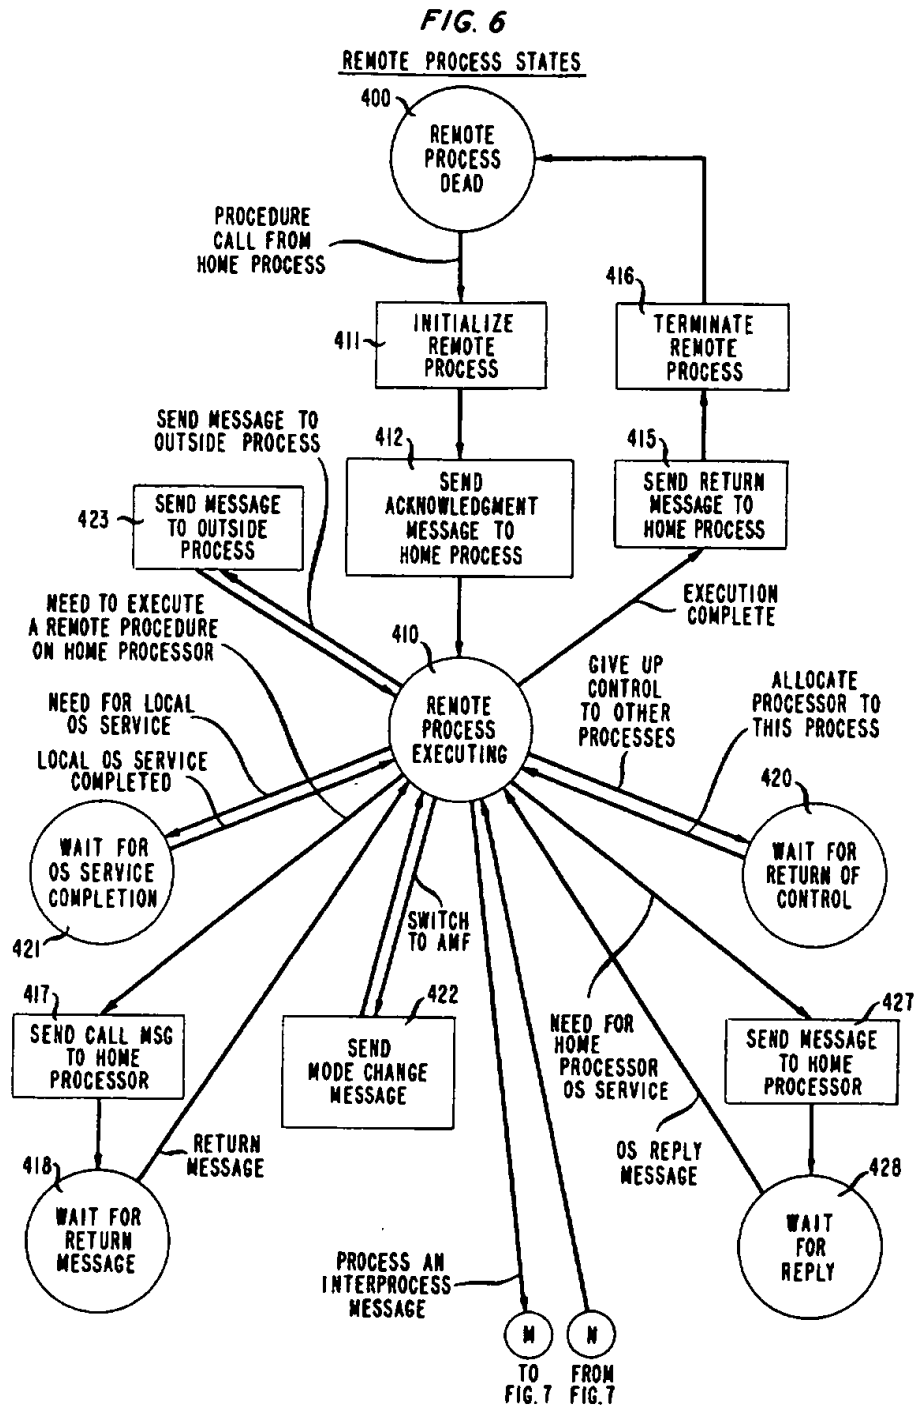 FIG. 6
REMOTE PROCESS STATES
400
REMOTE
PROCESS
DEAD
PROCEDURE
CALL FROM
HOME PROCESS
416
411
INITIALIZE
REMOTE
PROCESS
TERMINATE
REMOTE
PROCESS
SEND MESSAGE TO
OUTSIDE PROCESS
412
415
SEND
ACKNOWLEDGMENT
MESSAGE TO
HOME PROCESS
SEND RETURN
MESSAGE TO
HOME PROCESS
423
SEND MESSAGE
TO OUTSIDE
PROCESS
NEED TO EXECUTE
A REMOTE PROCEDURE
ON HOME PROCESSOR
410
EXECUTION
COMPLETE
REMOTE
PROCESS
EXECUTING
GIVE UP
CONTROL
TO OTHER
PROCESSES
ALLOCATE
PROCESSOR TO
THIS PROCESS
NEED FOR LOCAL
OS SERVICE
LOCAL OS SERVICE
COMPLETED
420
WAIT FOR
OS SERVICE
COMPLETION
421
WAIT FOR
RETURN OF
CONTROL
SWITCH
TO AMF
417
SEND CALL MSG
TO HOME
PROCESSOR
422
SEND
MODE CHANGE
MESSAGE
NEED FOR
HOME
PROCESSOR
OS SERVICE
427
SEND MESSAGE
TO HOME
PROCESSOR
RETURN
MESSAGE
OS REPLY
MESSAGE
418
WAIT FOR
RETURN
MESSAGE
428
WAIT
FOR
REPLY
PROCESS AN
INTERPROCESS
MESSAGE
M
TO
FIG. 7
N
FROM
FIG. 7